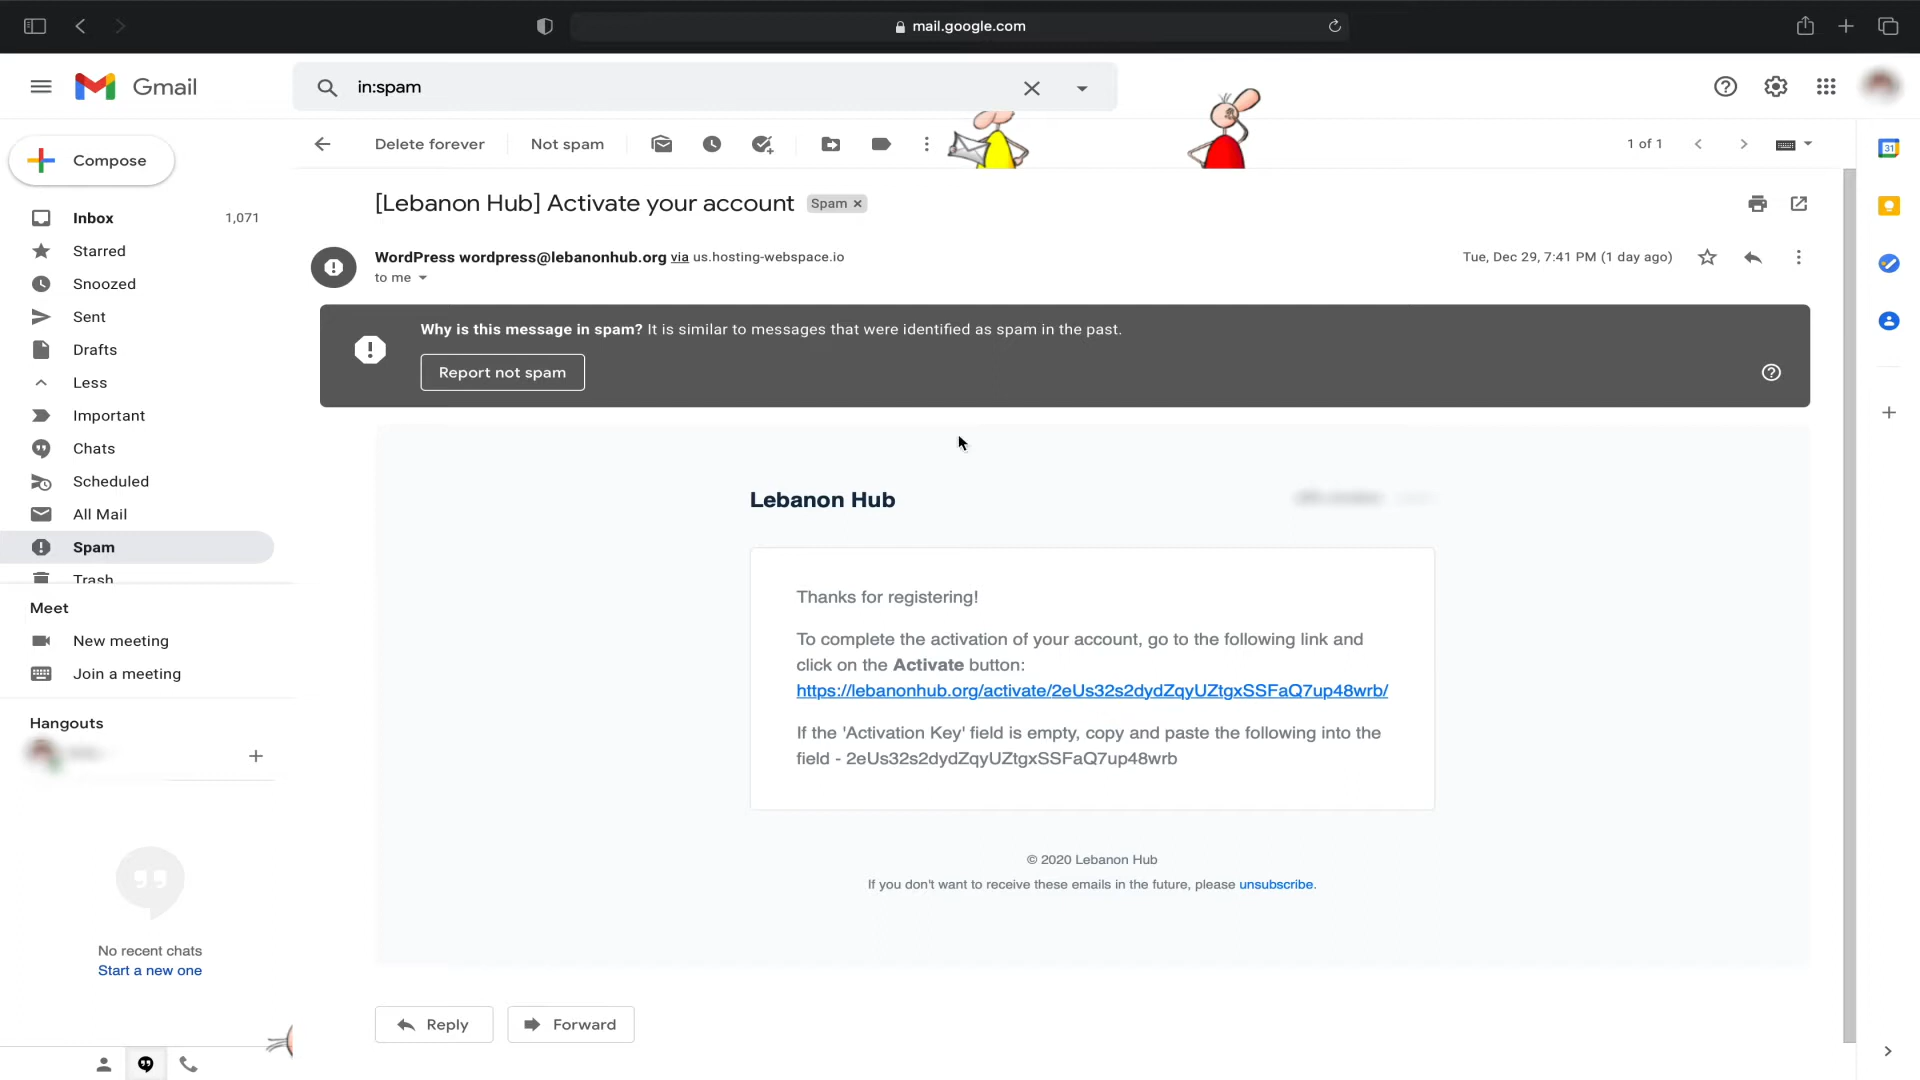 mail.google.com
Gmail
in:spam
Compose
Delete forever
Not spam
1 of 1
31
Inbox 1,071
Starred
Snoozed
Sent
Drafts
Less
Important
Chats
Scheduled
All Mail
Spam
Trash
Meet
New meeting
Join a meeting
Hangouts
No recent chats
Start a new one
[Lebanon Hub] Activate your account Spam ×
WordPress wordpress@lebanonhub.org via us.hosting-webspace.io
Tue, Dec 29, 7:41 PM (1 day ago)
to me
Why is this message in spam? It is similar to messages that were identified as spam in the past.
Report not spam
Lebanon Hub
Thanks for registering!
To complete the activation of your account, go to the following link and
click on the Activate button:
https://lebanonhub.org/activate/2eUs32s2dydZqyUZtgxSSFaQ7up48wrb/
If the 'Activation Key' field is empty, copy and paste the following into the
field - 2eUs32s2dydZqyUZtgxSSFaQ7up48wrb
© 2020 Lebanon Hub
If you don't want to receive these emails in the future, please unsubscribe.
Reply
Forward